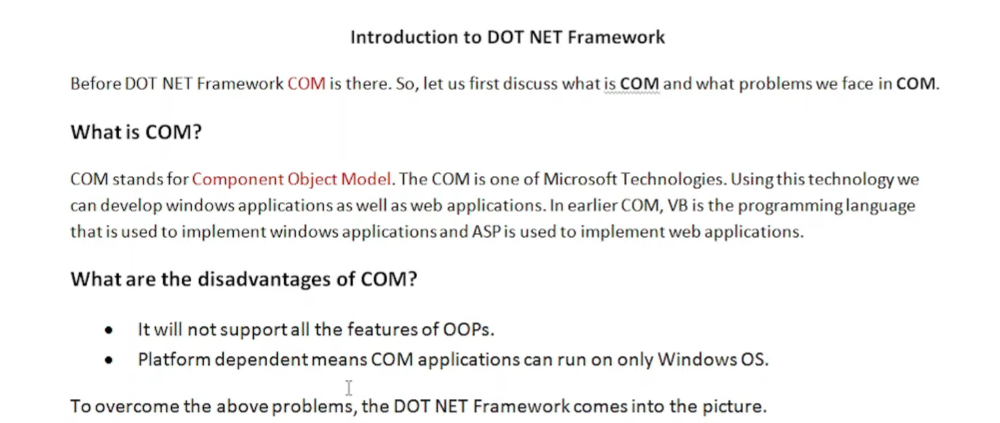 Introduction to DOT NET Framework
Before DOT NET Framework COM is there. So, let us first discuss what is COM and what problems we face in COM.
What is COM?
COM stands for Component Object Model. The COM is one of Microsoft Technologies. Using this technology we
can develop windows applications as well as web applications. In earlier COM, VB is the programming language
that is used to implement windows applications and ASP is used to implement web applications.
What are the disadvantages of COM?
• It will not support all the features of OOPs.
• Platform dependent means COM applications can run on only Windows OS.
To overcome the above problems, the DOT NET Framework comes into the picture.